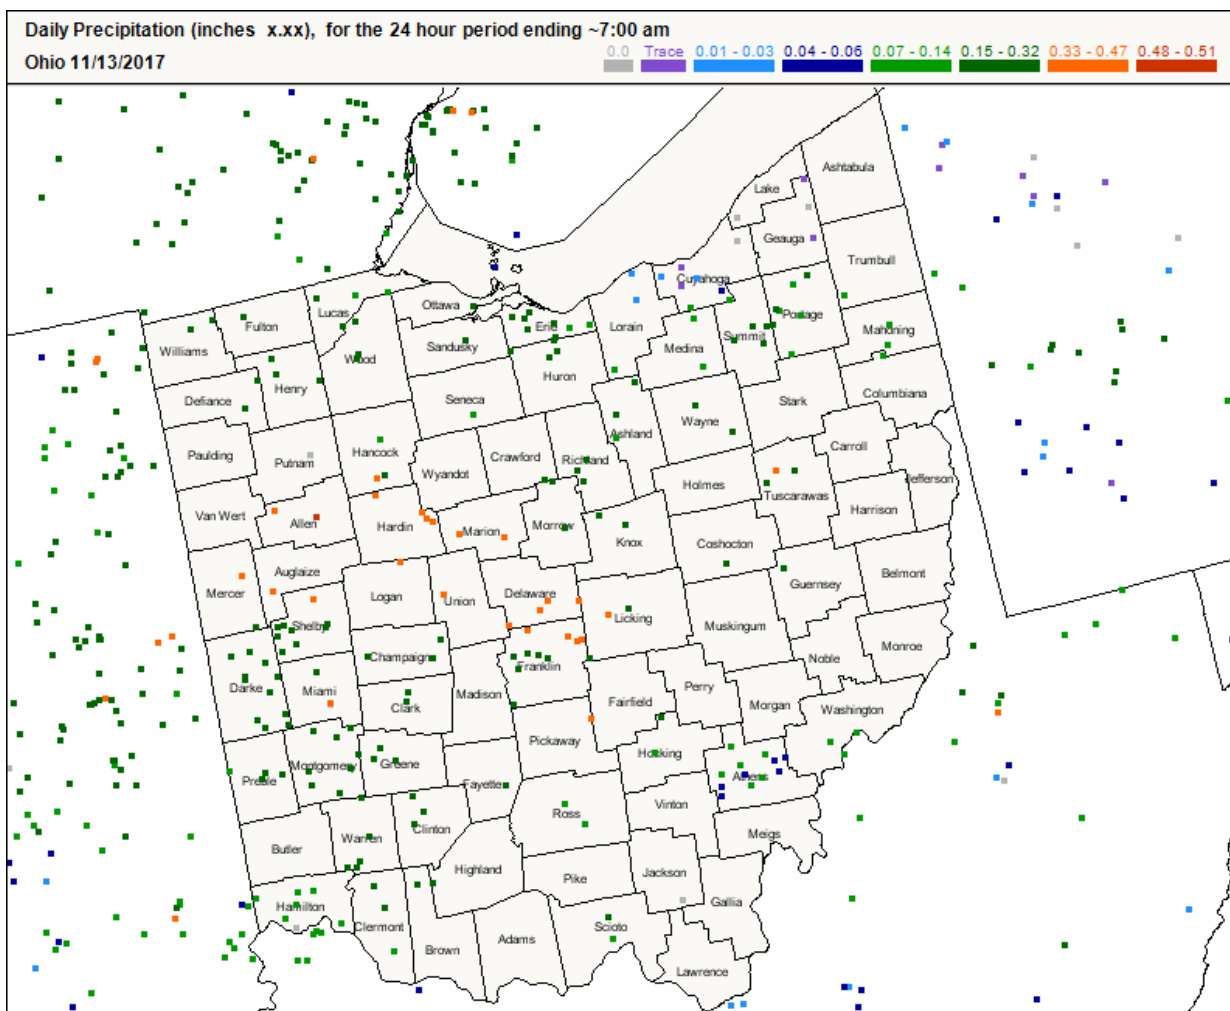 Daily Precipitation (inches x.xx), for the 24 hour period ending ~7:00 am
Ohio 11/13/2017
0.0 Trace 0.01 - 0.03 0.04 - 0.06 0.07 - 0.14 0.15 - 0.32 0.33 - 0.47 0.48 - 0.51
Ashtabula
Lake
Geauga
Trumbull
Cuyahoga
Lucas
Ottawa
Fulton
Erie
Lorain
Portage
Mahoning
Williams
Wood
Sandusky
Medina
Summit
Huron
Henry
Defiance
Seneca
Stark
Columbiana
Wayne
Ashland
Carroll
Paulding
Putnam
Hancock
Wyandot
Crawford
Richland
Holmes
Tuscarawas
Jefferson
Harrison
Van Wert
Allen
Hardin
Marion
Morrow
Knox
Coshocton
Auglaize
Belmont
Guernsey
Mercer
Logan
Union
Delaware
Licking
Muskingum
Shelby
Monroe
Noble
Champaign
Franklin
Darke
Miami
Madison
Perry
Fairfield
Clark
Morgan
Washington
Pickaway
Hocking
Montgomery
Greene
Athens
Preble
Fayette
Vinton
Ross
Clinton
Meigs
Warren
Butler
Highland
Pike
Jackson
Gallia
Hamilton
Clermont
Scioto
Adams
Brown
Lawrence